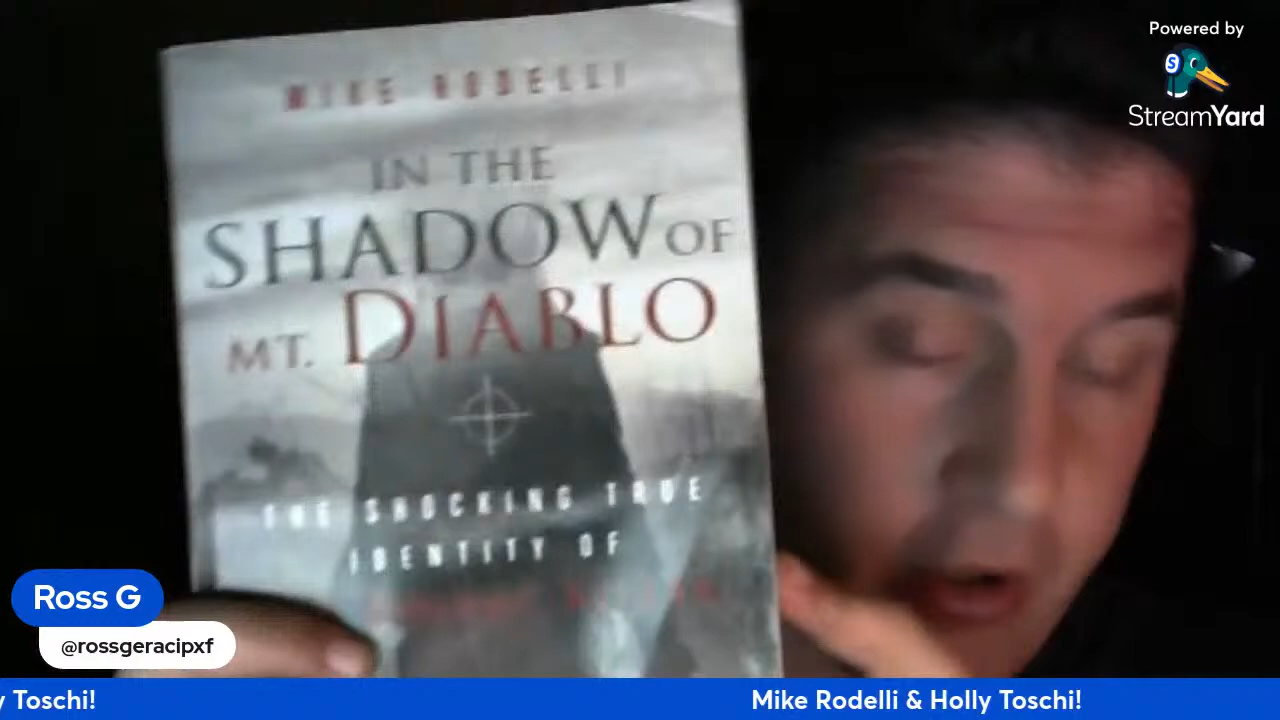 MIKE RODELLI
IN THE
SHADOW OF
MT. DIABLO
THE SHOCKING TRUE
IDENTITY OF
Powered by
StreamYard
Ross G
@rossgeracipxf
y Toschi!
Mike Rodelli & Holly Toschi!